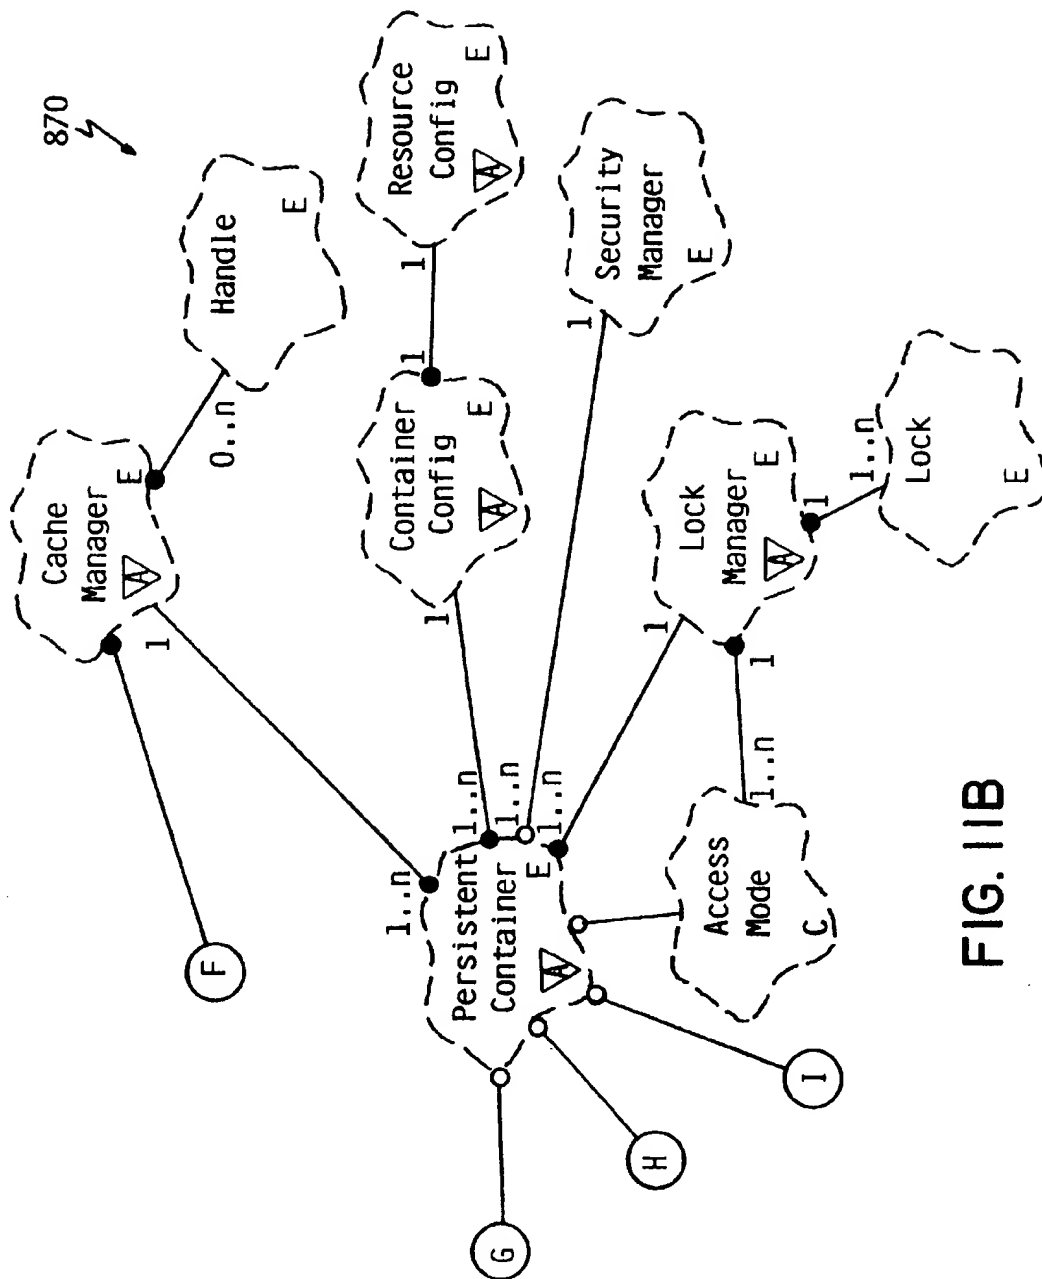 870
Cache
Manager
A
E
0..n
Handle
E
F
1
1..n
Persistent
Container
A
E
1..n
1
Container
Config
A
E
1
1
Resource
Config
A
E
1..n
1
Security
Manager
E
1..n
1
Lock
Manager
A
E
1
1..n
Lock
E
1
1..n
Access
Mode
C
G
H
I
FIG. 11B